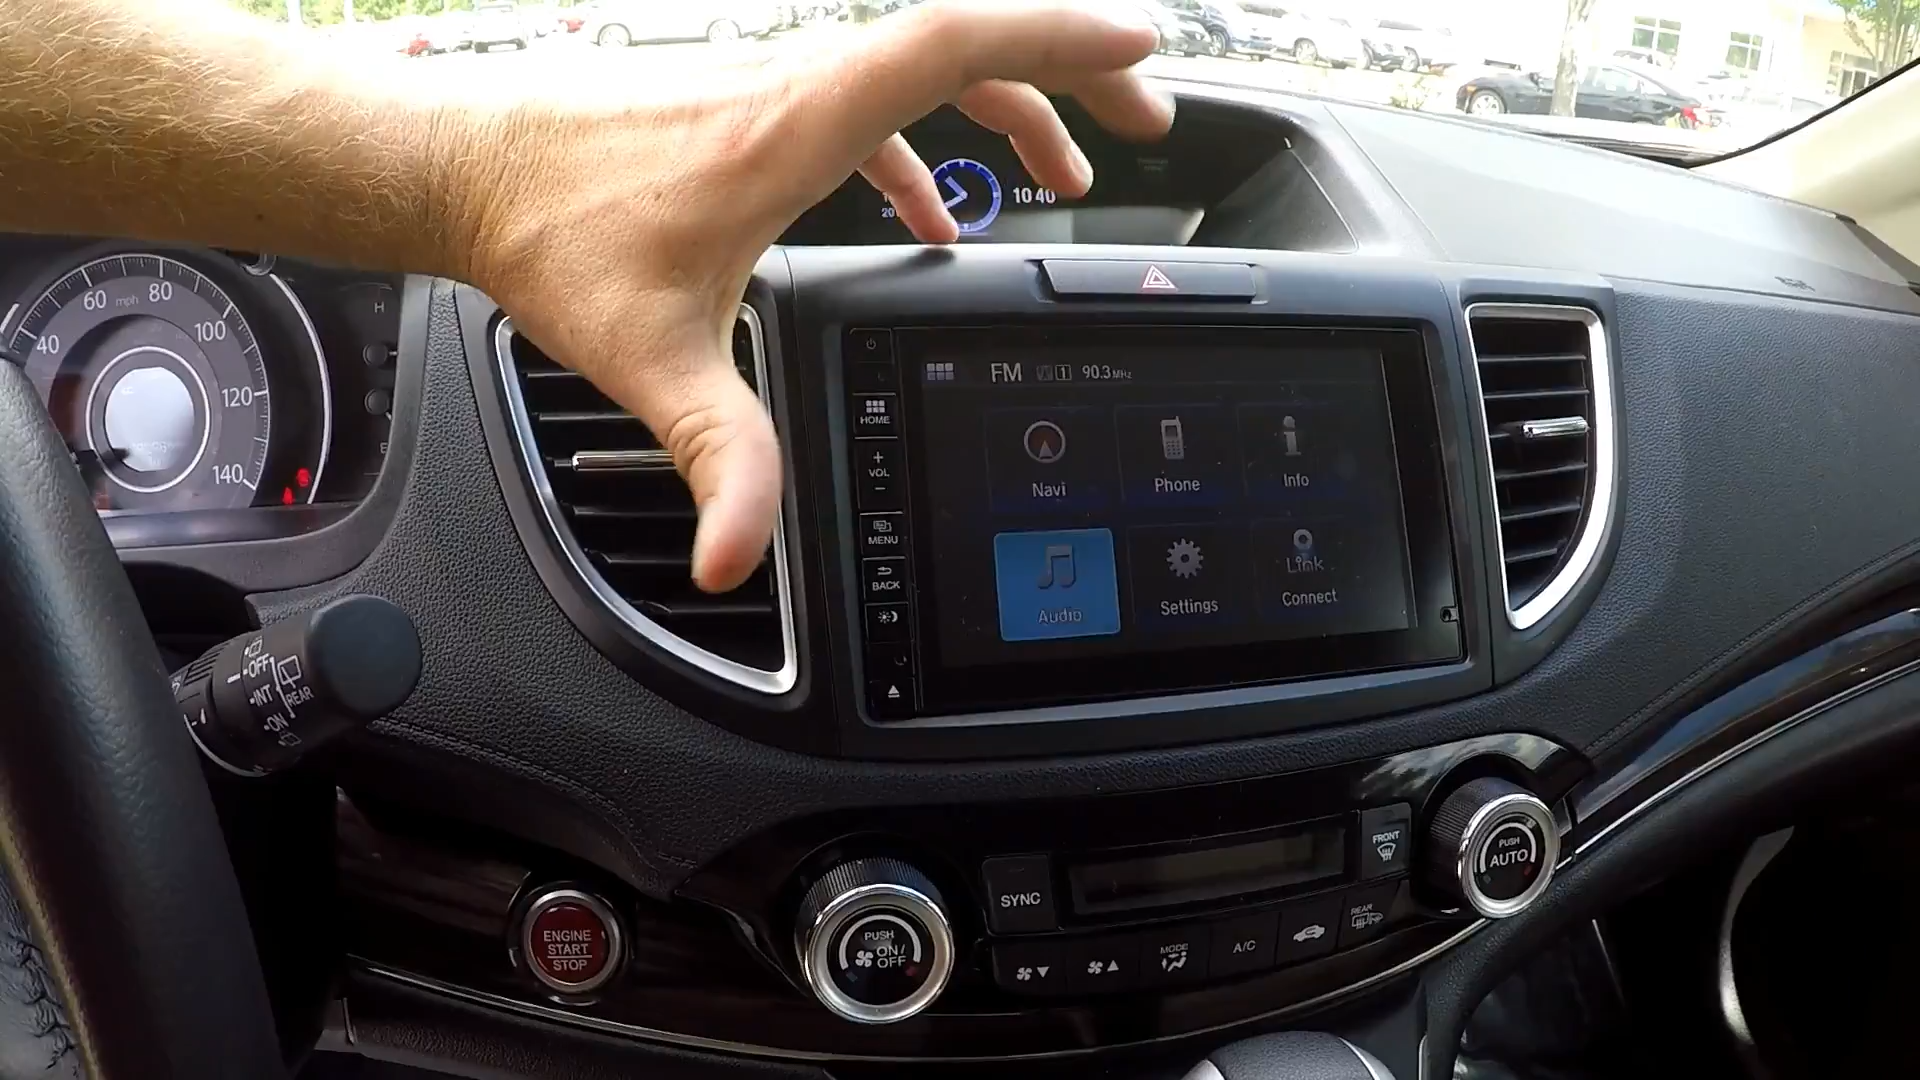 10 40
60 mph 80
40
100
120
140
H
E
FM 1 90.3 MHz
HOME
+
VOL
-
MENU
BACK
Navi
Phone
Info
Audio
Settings
Link
Connect
OFF
INT
ON
REAR
ENGINE
START
STOP
PUSH
ON/
OFF
SYNC
MODE
A/C
REAR
FRONT
PUSH
AUTO